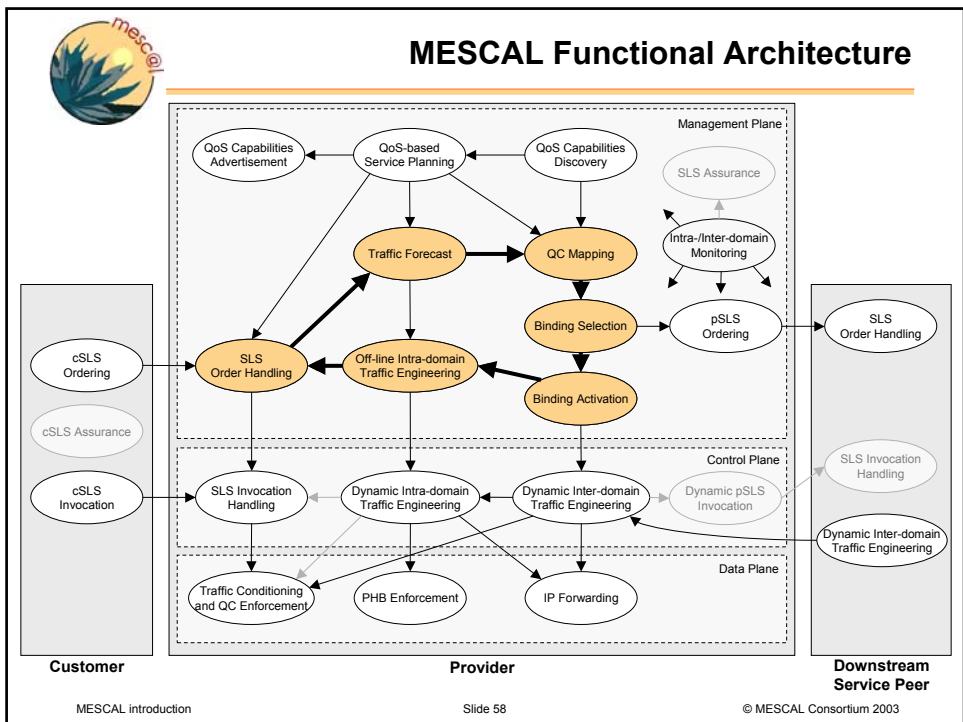 mesc@l
MESCAL Functional Architecture
Management Plane
QoS Capabilities
Advertisement
QoS-based
Service Planning
QoS Capabilities
Discovery
SLS Assurance
Traffic Forecast
QC Mapping
Intra-/Inter-domain
Monitoring
Binding Selection
pSLS
Ordering
SLS
Order Handling
cSLS
Ordering
SLS
Order Handling
Off-line Intra-domain
Traffic Engineering
Binding Activation
cSLS Assurance
Control Plane
SLS Invocation
Handling
cSLS
Invocation
SLS Invocation
Handling
Dynamic Intra-domain
Traffic Engineering
Dynamic Inter-domain
Traffic Engineering
Dynamic pSLS
Invocation
Dynamic Inter-domain
Traffic Engineering
Data Plane
Traffic Conditioning
and QC Enforcement
PHB Enforcement
IP Forwarding
Customer
Provider
Downstream
Service Peer
MESCAL introduction
Slide 58
© MESCAL Consortium 2003